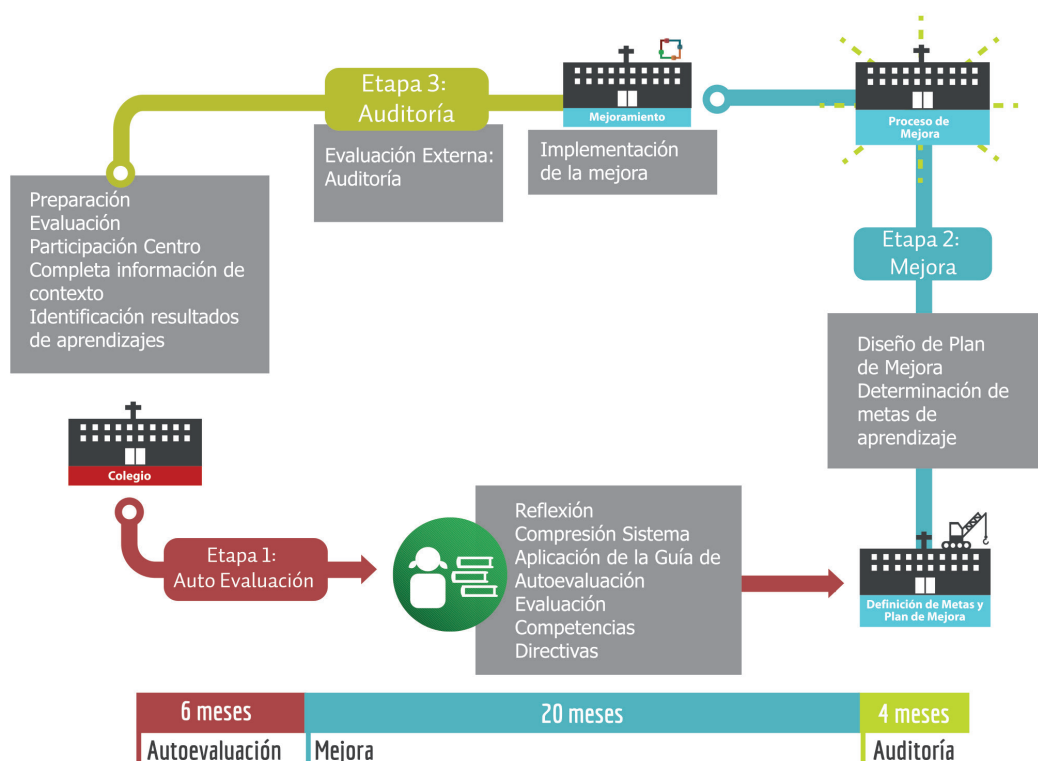 Etapa 3:
Auditoría
Evaluación Externa:
Auditoría
Mejoramiento
Implementación
de la mejora
Proceso de
Mejora
Preparación
Evaluación
Participación Centro
Completa información de
contexto
Identificación resultados
de aprendizajes
Etapa 2:
Mejora
Diseño de Plan
de Mejora
Determinación de
metas de
aprendizaje
Colegio
Etapa 1:
Auto Evaluación
Reflexión
Compresión Sistema
Aplicación de la Guía de
Autoevaluación
Evaluación
Competencias
Directivas
Definición de Metas y
Plan de Mejora
6 meses
20 meses
4 meses
Autoevaluación
Mejora
Auditoría